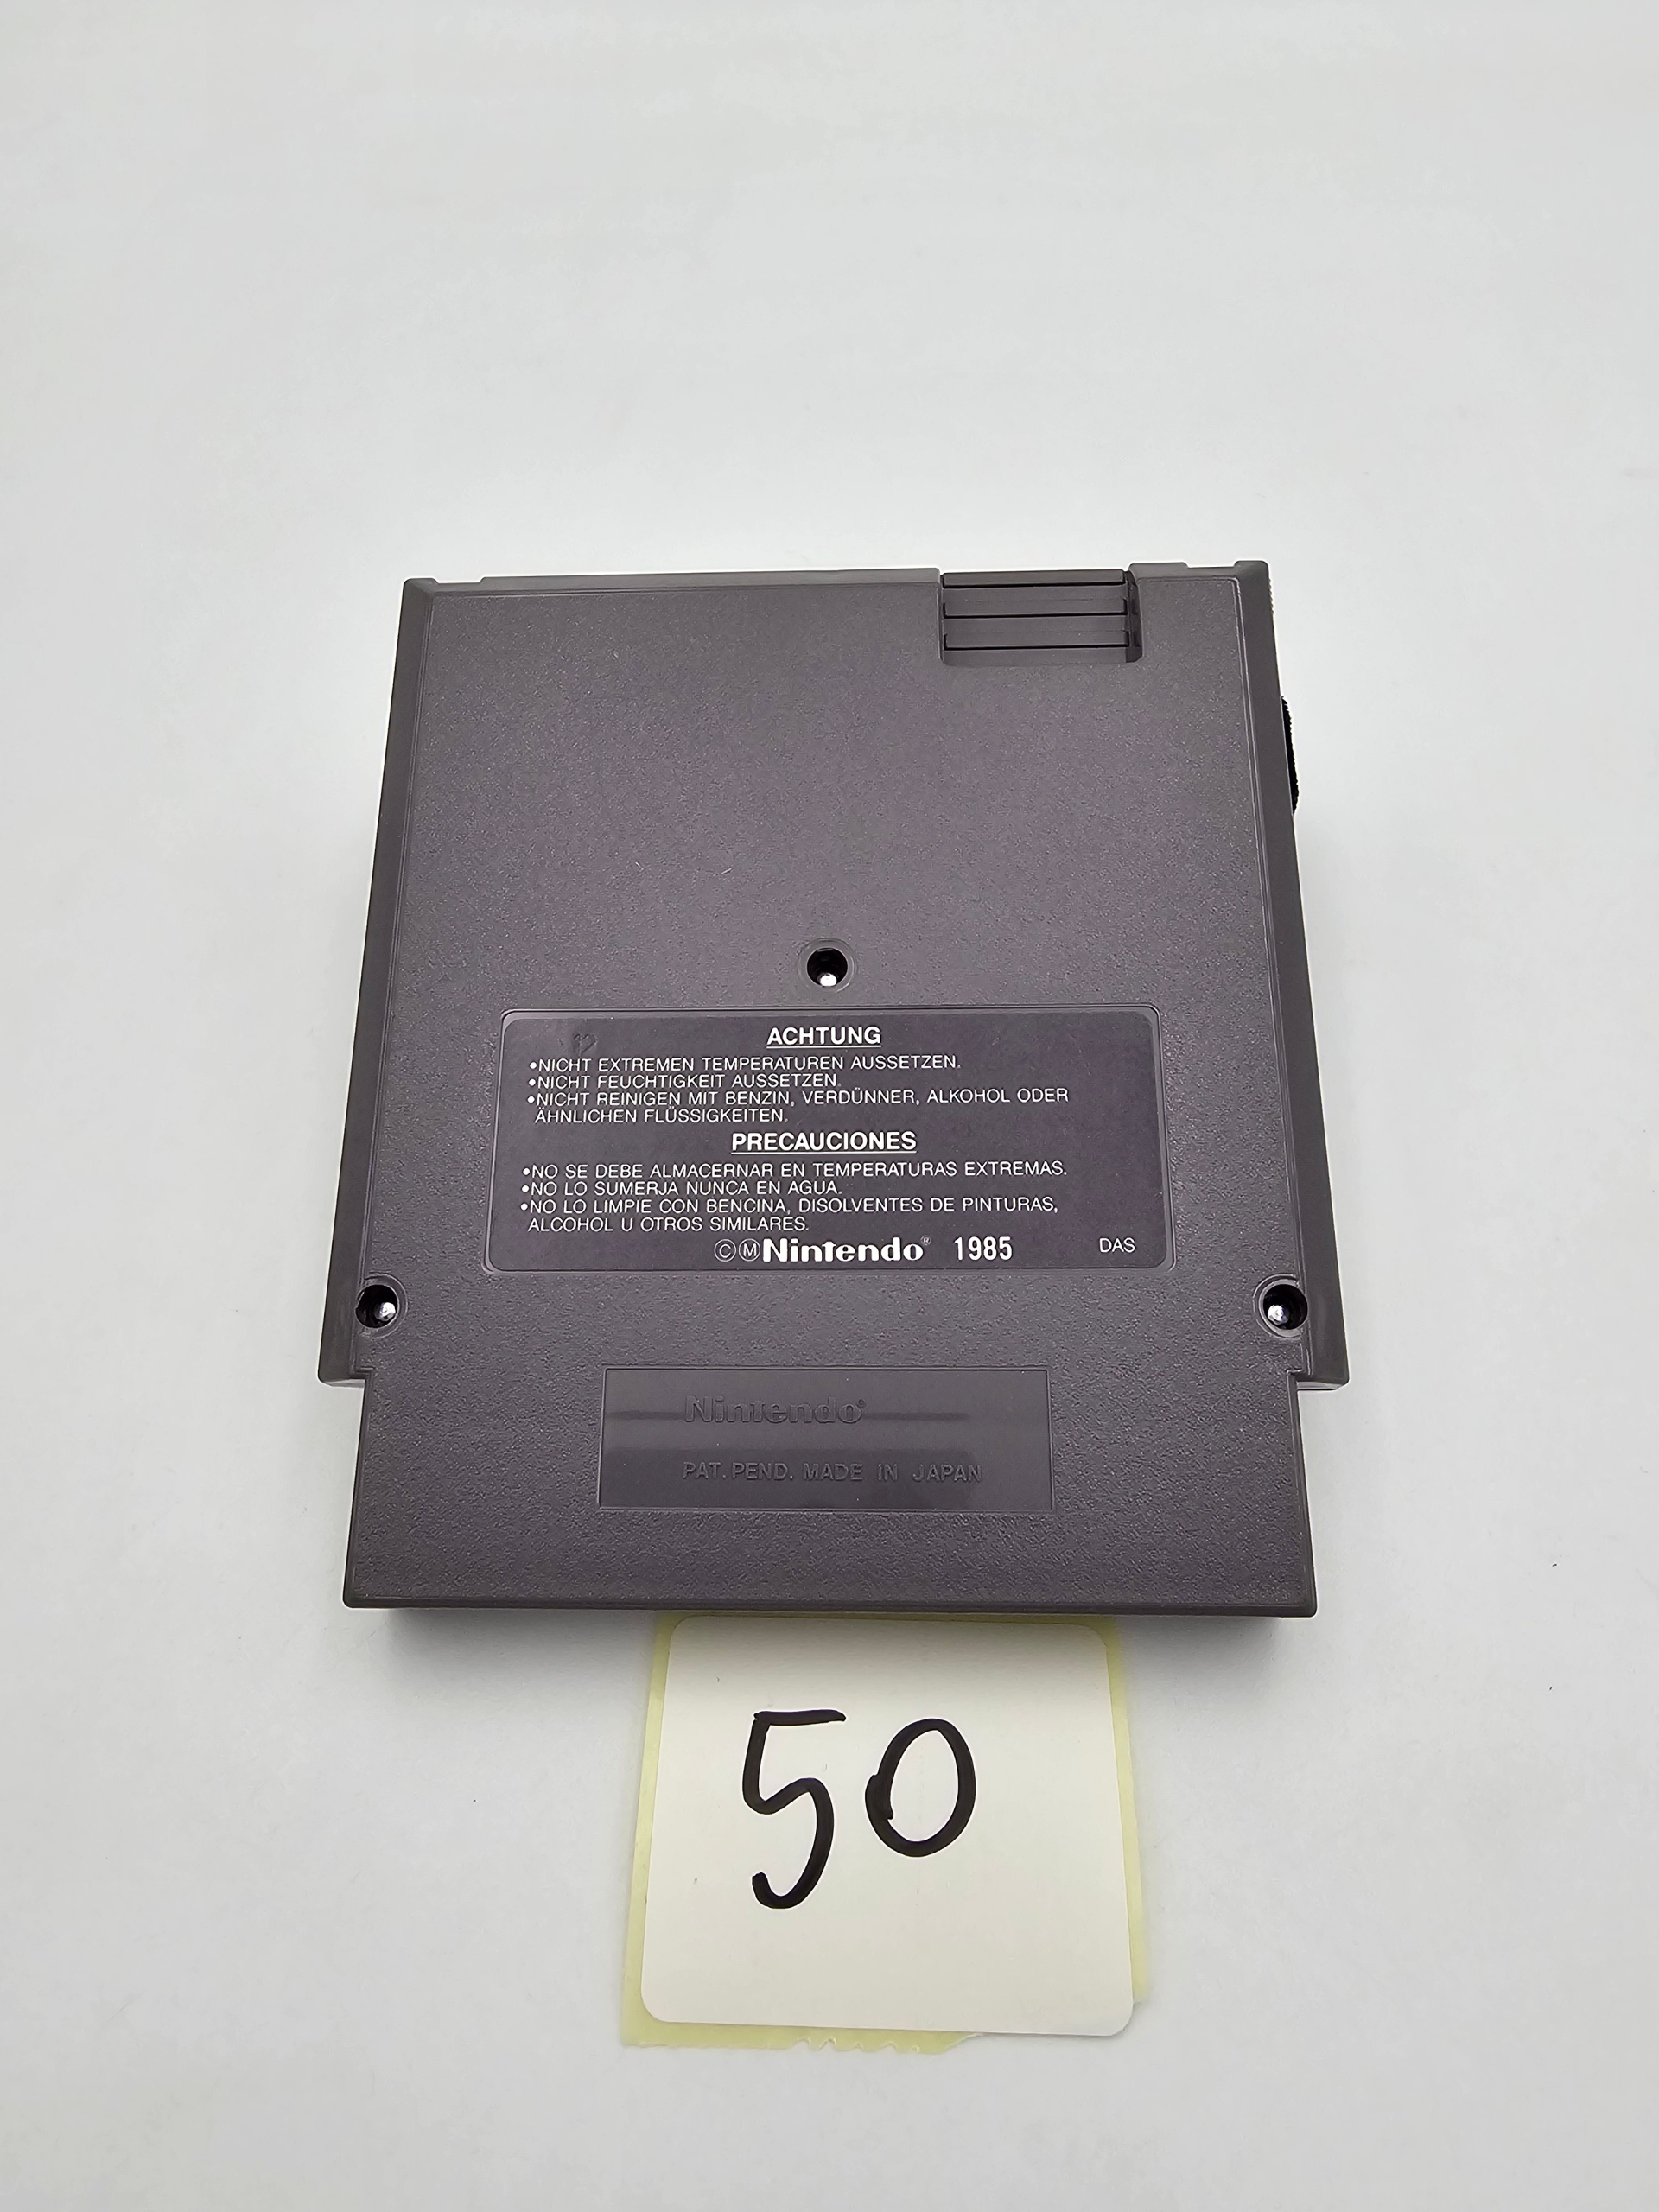 12
ACHTUNG
•NICHT EXTREMEN TEMPERATUREN AUSSETZEN.
•NICHT FEUCHTIGKEIT AUSSETZEN.
•NICHT REINIGEN MIT BENZIN, VERDÜNNER, ALKOHOL ODER
ÄHNLICHEN FLÜSSIGKEITEN.
PRECAUCIONES
•NO SE DEBE ALMACERNAR EN TEMPERATURAS EXTREMAS.
•NO LO SUMERJA NUNCA EN AGUA.
•NO LO LIMPIE CON BENCINA, DISOLVENTES DE PINTURAS,
ALCOHOL U OTROS SIMILARES.
ⒸⓂNintendo® 1985 DAS
Nintendo®
PAT. PEND. MADE IN JAPAN
50